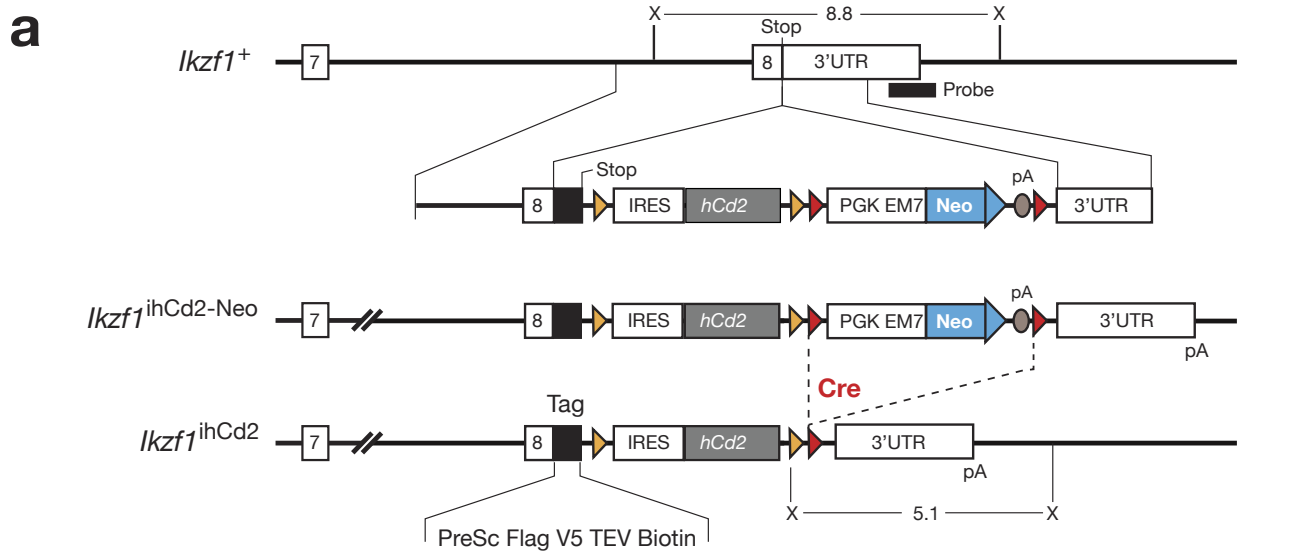 a
X 8.8 X
Stop
Ikzf1+ 7 8 3’UTR
Probe
Stop
pA
8 IRES hCd2 PGK EM7 Neo 3’UTR
Ikzf1ihCd2-Neo 7 8 IRES hCd2 PGK EM7 Neo pA 3’UTR
pA
Cre
Tag
Ikzf1ihCd2 7 8 IRES hCd2 3’UTR
pA
X 5.1 X
PreSc Flag V5 TEV Biotin